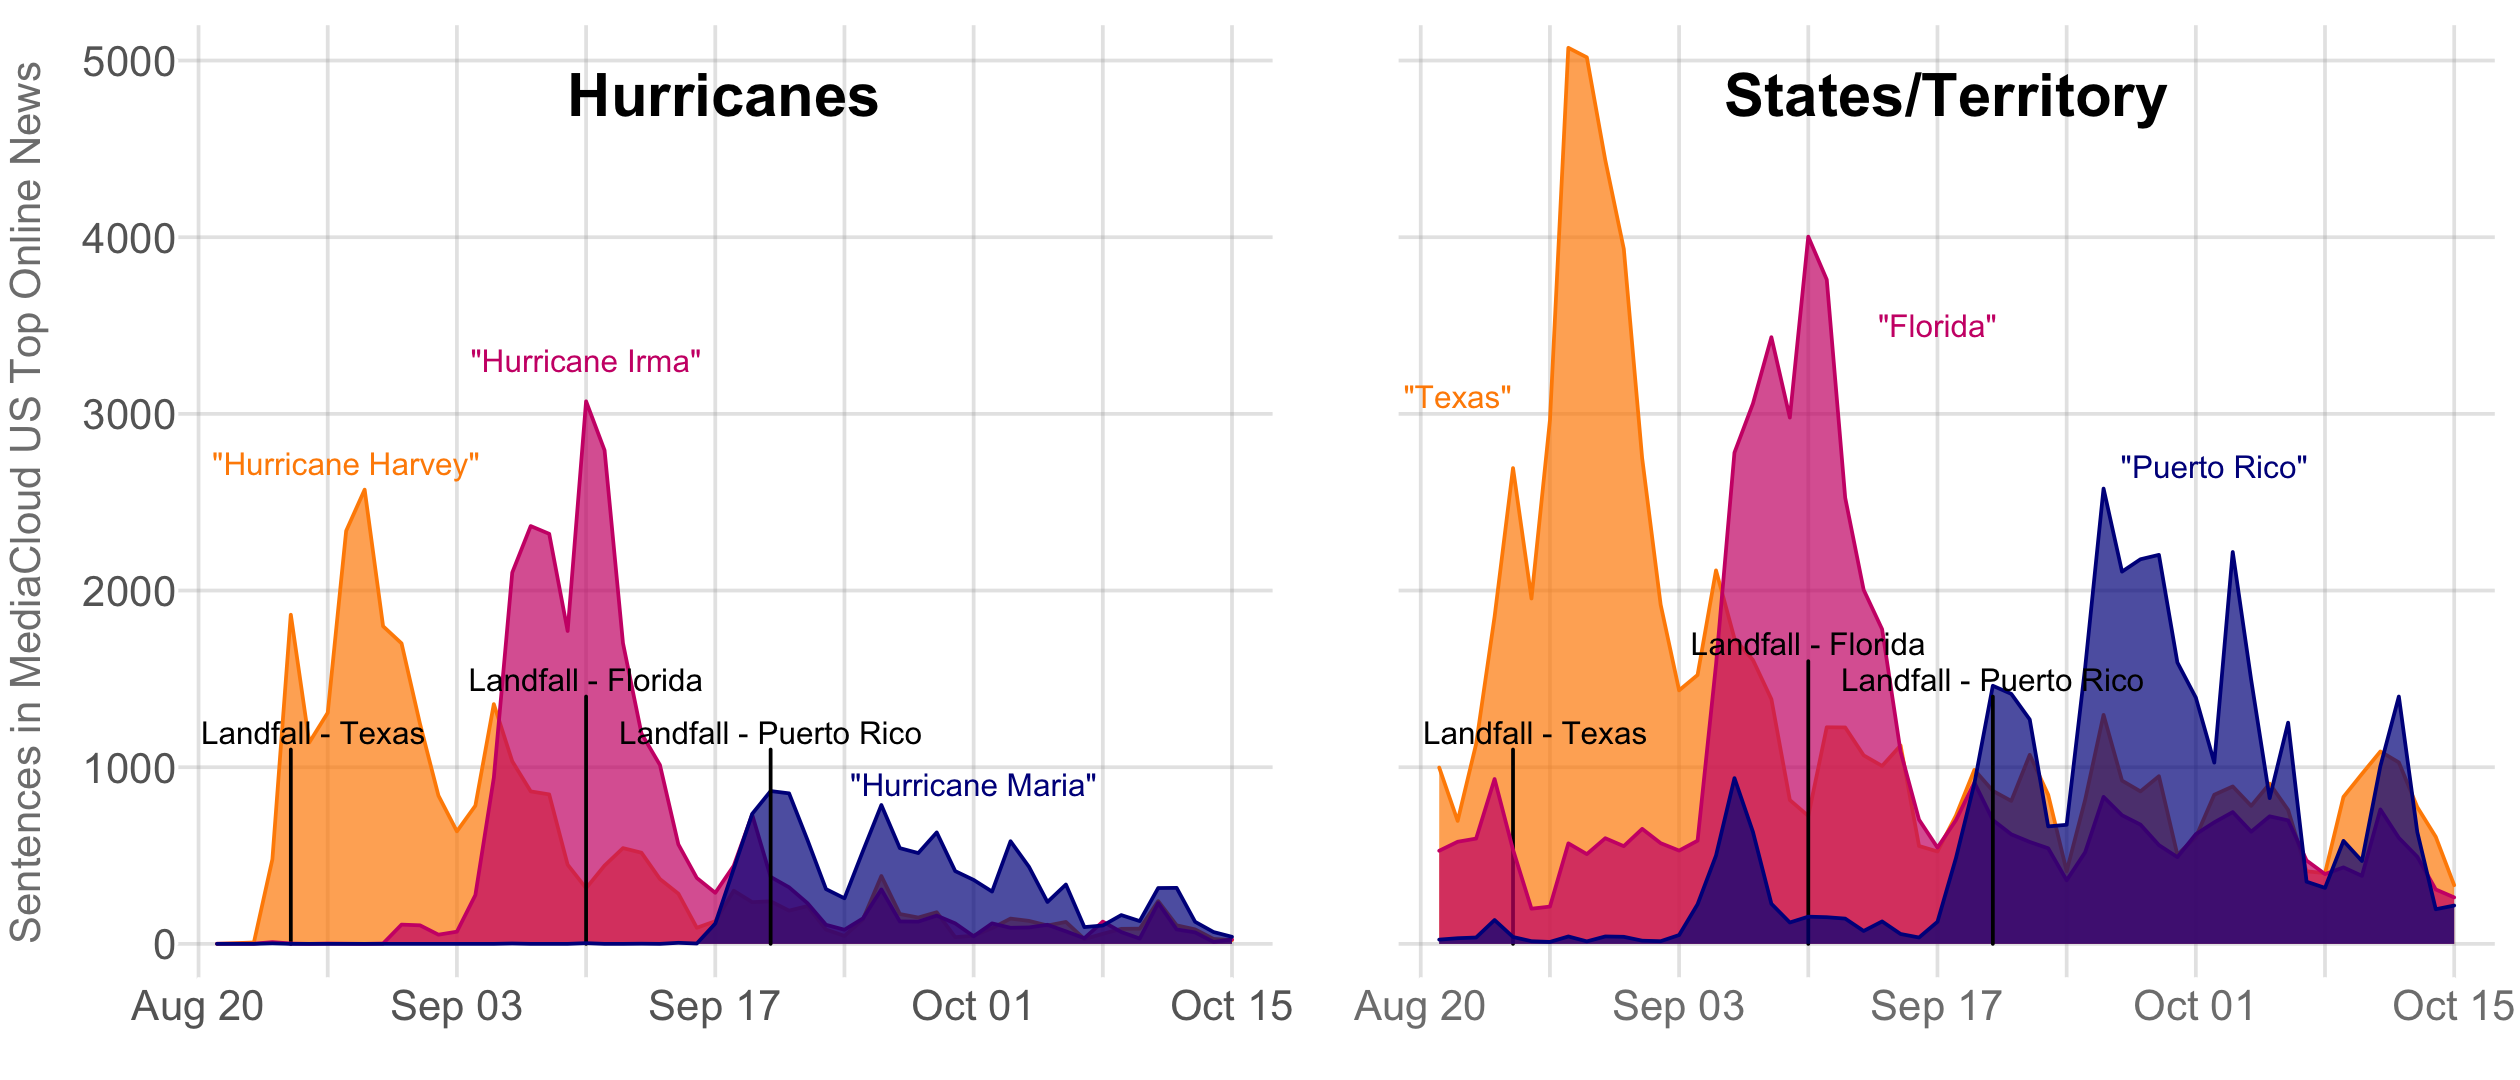 Sentences in MediaCloud US Top Online News
5000
4000
3000
2000
1000
0
Hurricanes
"Hurricane Irma"
"Hurricane Harvey"
Landfall - Florida
Landfall - Texas
Landfall - Puerto Rico
"Hurricane Maria"
Aug 20
Sep 03
Sep 17
Oct 01
Oct 15
States/Territory
"Florida"
"Texas"
"Puerto Rico"
Landfall - Florida
Landfall - Puerto Rico
Landfall - Texas
Aug 20
Sep 03
Sep 17
Oct 01
Oct 15